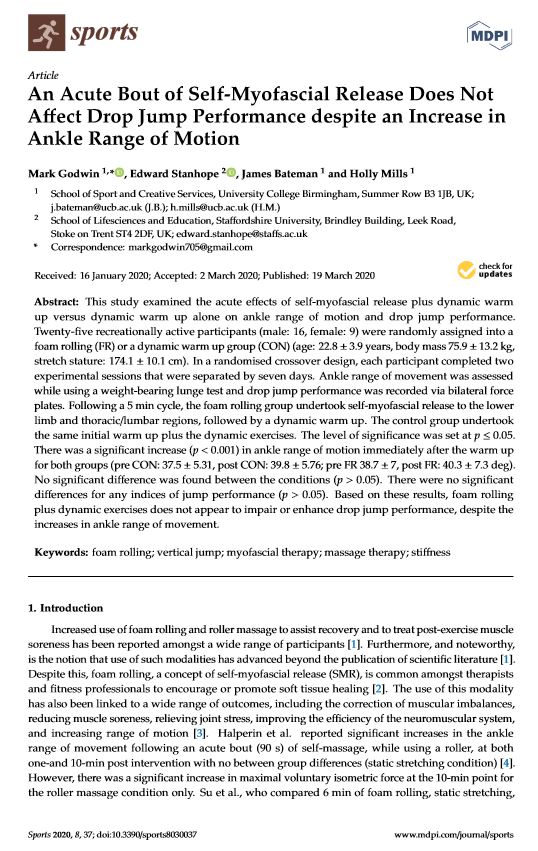 sports
MDPI
Article
An Acute Bout of Self-Myofascial Release Does Not
Affect Drop Jump Performance despite an Increase in
Ankle Range of Motion
Mark Godwin 1,*, Edward Stanhope 2, James Bateman 1 and Holly Mills 1
1 School of Sport and Creative Services, University College Birmingham, Summer Row B3 1JB, UK;
j.bateman@ucb.ac.uk (J.B.); h.mills@ucb.ac.uk (H.M.)
2 School of Lifesciences and Education, Staffordshire University, Brindley Building, Leek Road,
Stoke on Trent ST4 2DF, UK; edward.stanhope@staffs.ac.uk
* Correspondence: markgodwin705@gmail.com
Received: 16 January 2020; Accepted: 2 March 2020; Published: 19 March 2020
check for
updates
Abstract: This study examined the acute effects of self-myofascial release plus dynamic warm
up versus dynamic warm up alone on ankle range of motion and drop jump performance.
Twenty-five recreationally active participants (male: 16, female: 9) were randomly assigned into a
foam rolling (FR) or a dynamic warm up group (CON) (age: 22.8 ± 3.9 years, body mass 75.9 ± 13.2 kg,
stretch stature: 174.1 ± 10.1 cm). In a randomised crossover design, each participant completed two
experimental sessions that were separated by seven days. Ankle range of movement was assessed
while using a weight-bearing lunge test and drop jump performance was recorded via bilateral force
plates. Following a 5 min cycle, the foam rolling group undertook self-myofascial release to the lower
limb and thoracic/lumbar regions, followed by a dynamic warm up. The control group undertook
the same initial warm up plus the dynamic exercises. The level of significance was set at p ≤ 0.05.
There was a significant increase (p < 0.001) in ankle range of motion immediately after the warm up
for both groups (pre CON: 37.5 ± 5.31, post CON: 39.8 ± 5.76; pre FR 38.7 ± 7, post FR: 40.3 ± 7.3 deg).
No significant difference was found between the conditions (p > 0.05). There were no significant
differences for any indices of jump performance (p > 0.05). Based on these results, foam rolling
plus dynamic exercises does not appear to impair or enhance drop jump performance, despite the
increases in ankle range of movement.
Keywords: foam rolling; vertical jump; myofascial therapy; massage therapy; stiffness
1. Introduction
Increased use of foam rolling and roller massage to assist recovery and to treat post-exercise muscle
soreness has been reported amongst a wide range of participants [1]. Furthermore, and noteworthy,
is the notion that use of such modalities has advanced beyond the publication of scientific literature [1].
Despite this, foam rolling, a concept of self-myofascial release (SMR), is common amongst therapists
and fitness professionals to encourage or promote soft tissue healing [2]. The use of this modality
has also been linked to a wide range of outcomes, including the correction of muscular imbalances,
reducing muscle soreness, relieving joint stress, improving the efficiency of the neuromuscular system,
and increasing range of motion [3]. Halperin et al. reported significant increases in the ankle
range of movement following an acute bout (90 s) of self-massage, while using a roller, at both
one-and 10-min post intervention with no between group differences (static stretching condition) [4].
However, there was a significant increase in maximal voluntary isometric force at the 10-min point for
the roller massage condition only. Su et al., who compared 6 min of foam rolling, static stretching,
Sports 2020, 8, 37; doi:10.3390/sports8030037
www.mdpi.com/journal/sports